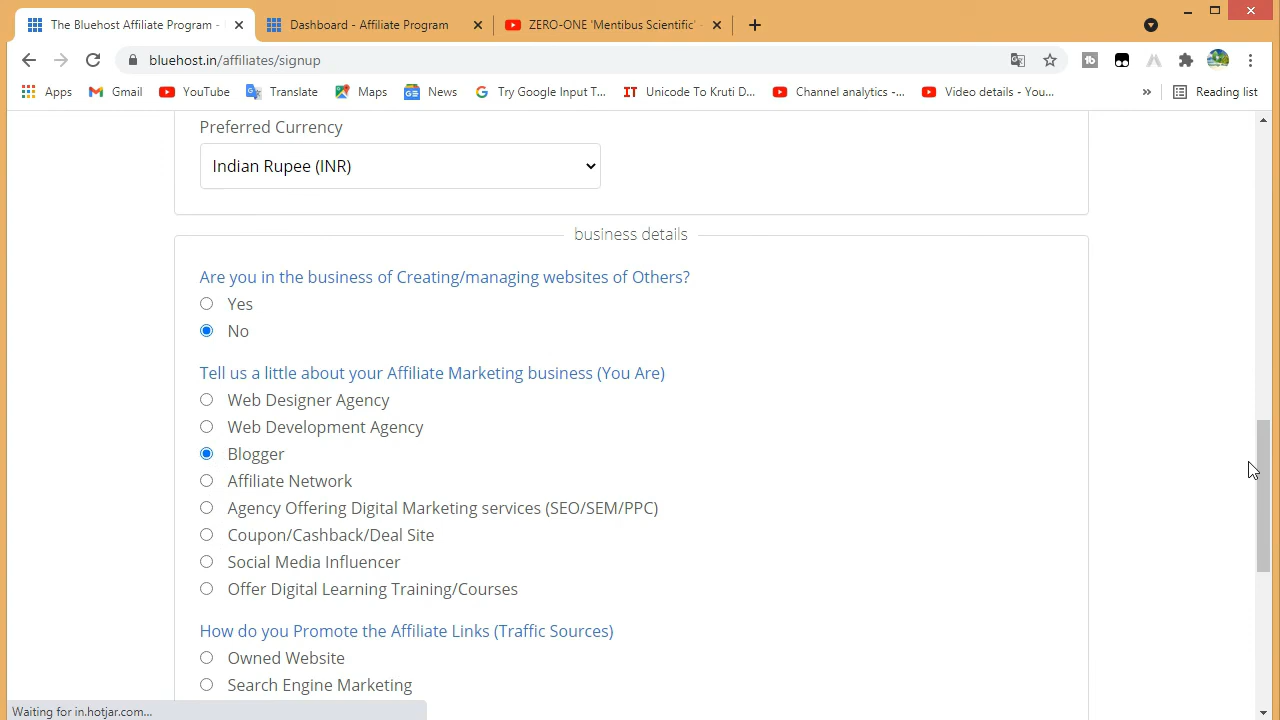 The Bluehost Affiliate Program -
Dashboard - Affiliate Program
ZERO-ONE 'Mentibus Scientific' -
bluehost.in/affiliates/signup
Apps
Gmail
YouTube
Translate
Maps
News
Try Google Input T...
Unicode To Kruti D...
Channel analytics -...
Video details - You...
»
Reading list
Preferred Currency
Indian Rupee (INR)
business details
Are you in the business of Creating/managing websites of Others?
Yes
No
Tell us a little about your Affiliate Marketing business (You Are)
Web Designer Agency
Web Development Agency
Blogger
Affiliate Network
Agency Offering Digital Marketing services (SEO/SEM/PPC)
Coupon/Cashback/Deal Site
Social Media Influencer
Offer Digital Learning Training/Courses
How do you Promote the Affiliate Links (Traffic Sources)
Owned Website
Search Engine Marketing
Waiting for in.hotjar.com...